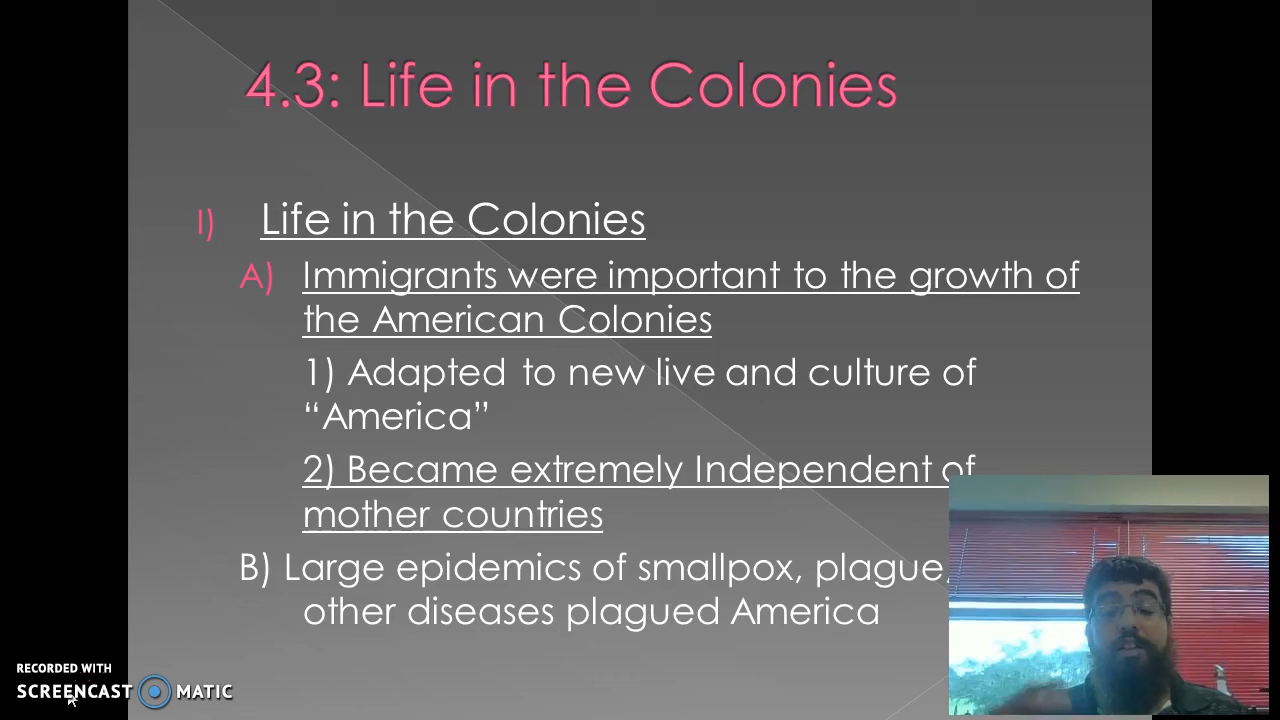 4.3: Life in the Colonies
I) Life in the Colonies
A) Immigrants were important to the growth of
the American Colonies
1) Adapted to new live and culture of
“America”
2) Became extremely Independent of
mother countries
B) Large epidemics of smallpox, plague,
other diseases plagued America
RECORDED WITH
SCREENCAST MATIC